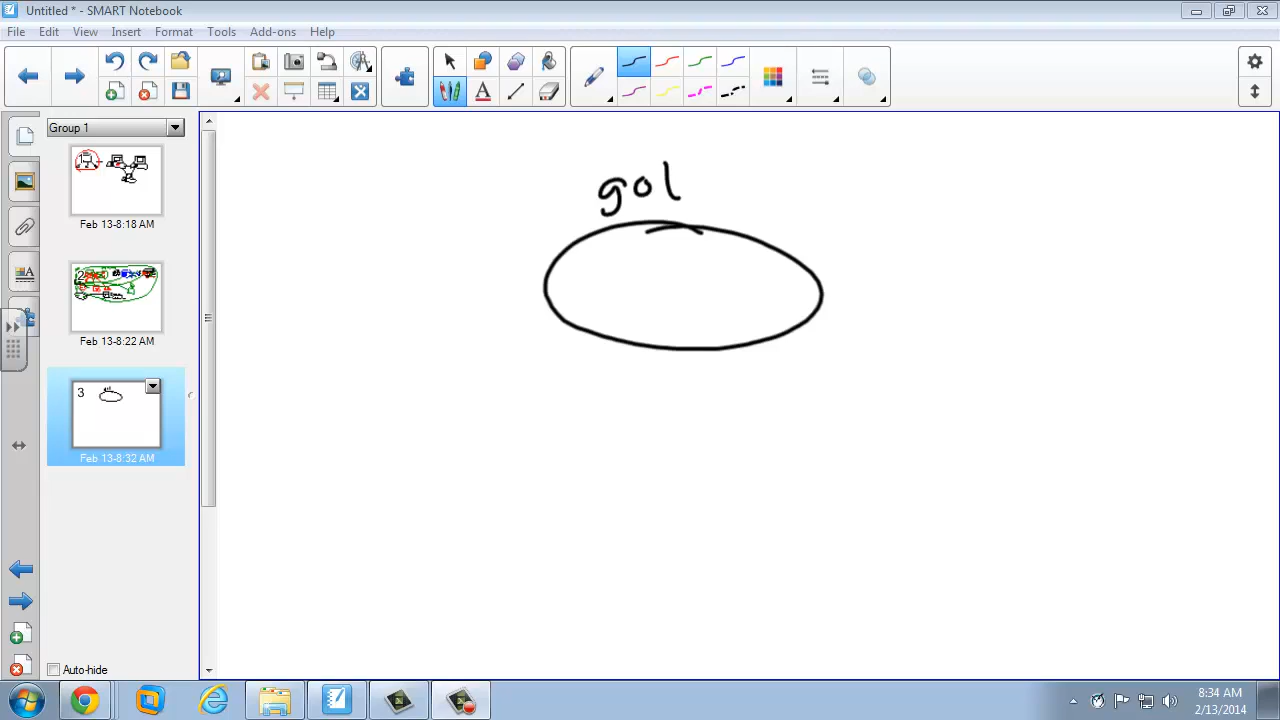 Untitled * - SMART Notebook
File Edit View Insert Format Tools Add-ons Help
Group 1
1
Feb 13-8:18 AM
2
Feb 13-8:22 AM
3
Feb 13-8:32 AM
Auto-hide
gol
8:34 AM
2/13/2014